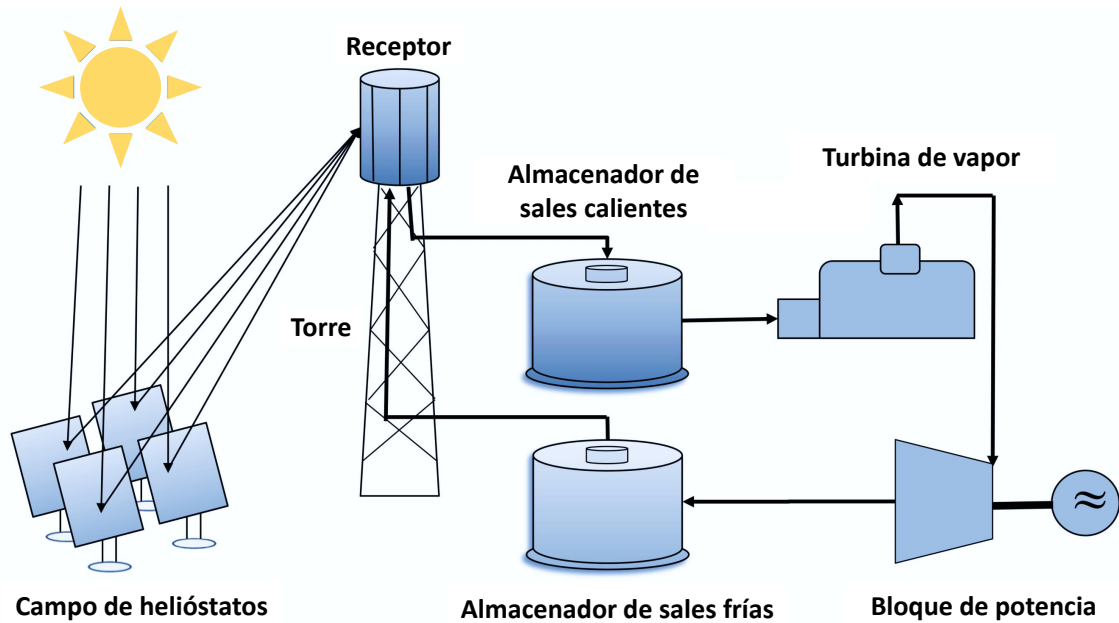 Receptor
Almacenador de
sales calientes
Turbina de vapor
Torre
Campo de helióstatos
Almacenador de sales frías
Bloque de potencia
≈